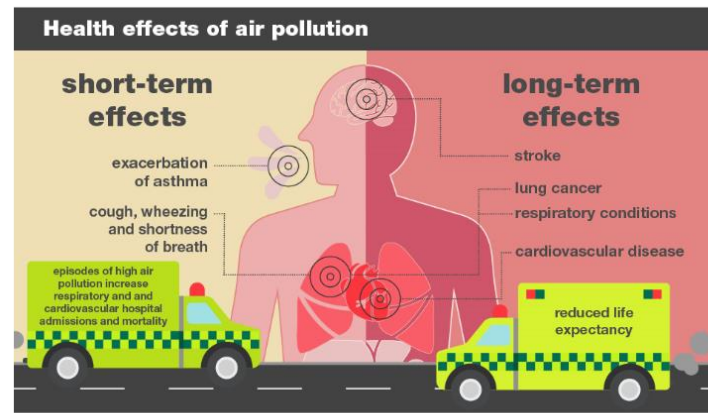 Health effects of air pollution
short-term
effects
exacerbation
of asthma
cough, wheezing
and shortness
of breath
episodes of high air
pollution increase
respiratory and and
cardiovascular hospital
admissions and mortality
long-term
effects
stroke
lung cancer
respiratory conditions
cardiovascular disease
reduced life
expectancy